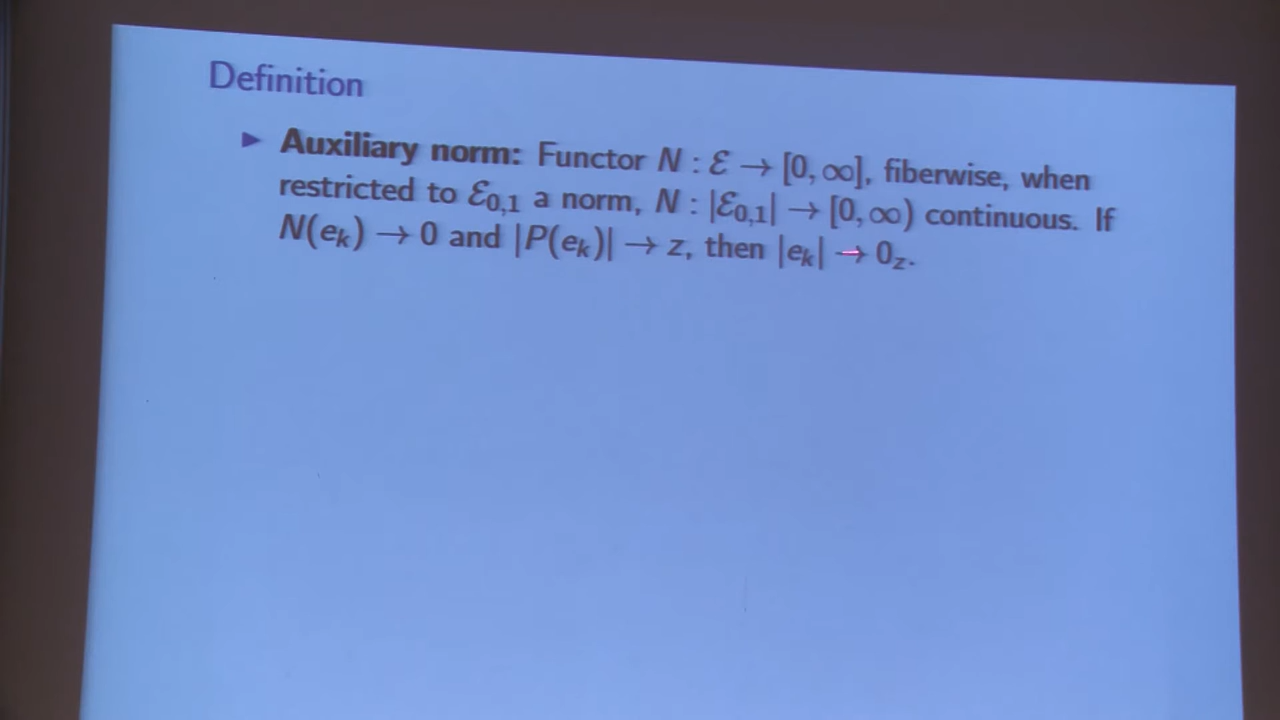 Definition
▶ Auxiliary norm: Functor N : ℰ → [0, ∞], fiberwise, when
restricted to ℰ₀,₁ a norm, N : |ℰ₀,₁| → [0, ∞) continuous. If
N(eₖ) → 0 and |P(eₖ)| → z, then |eₖ| → 0_z.